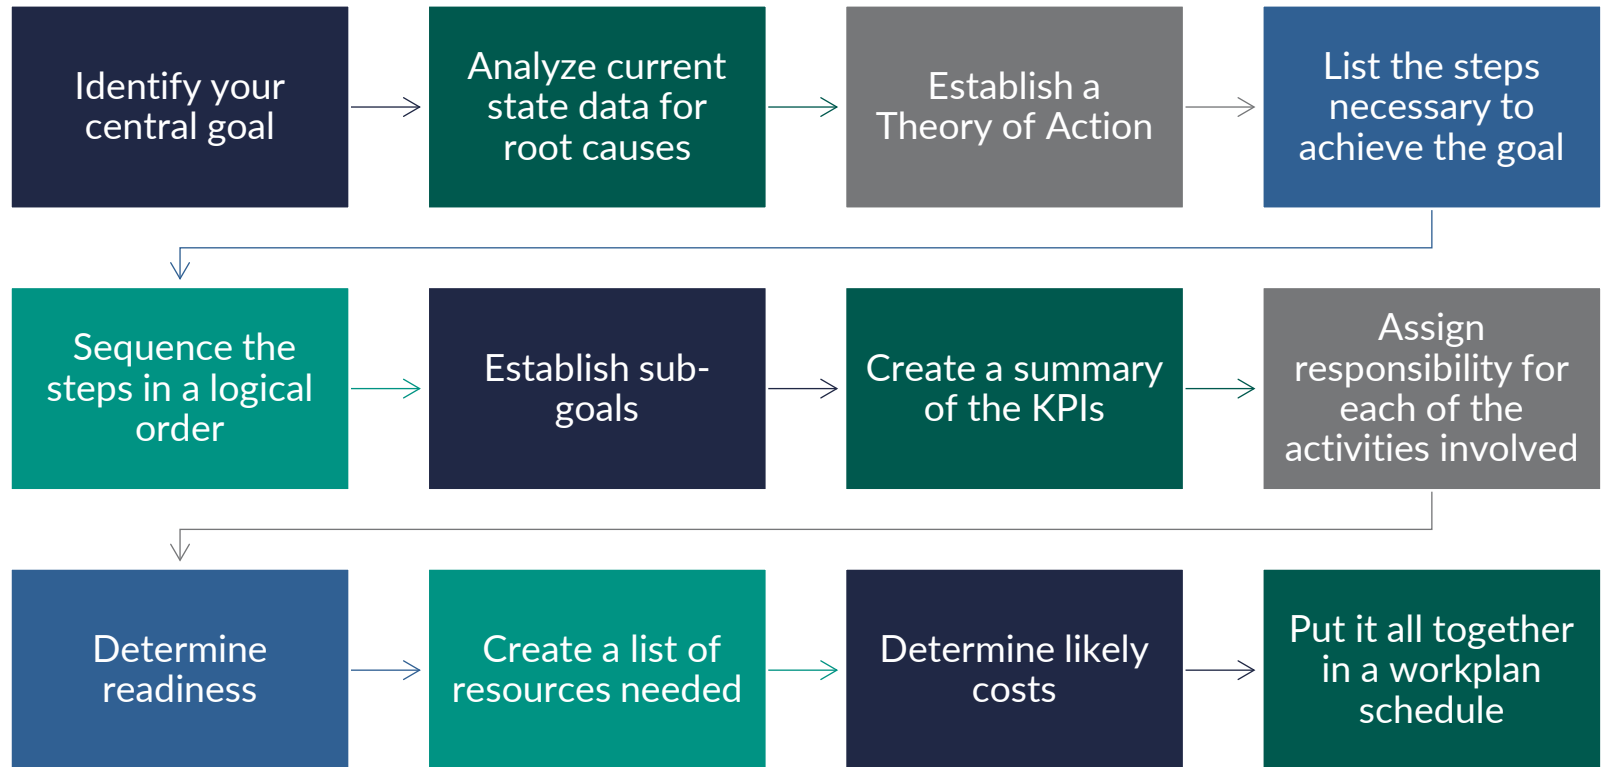 Identify your
central goal
Analyze current
state data for
root causes
Establish a
Theory of Action
List the steps
necessary to
achieve the goal
Sequence the
steps in a logical
order
Establish sub-
goals
Create a summary
of the KPIs
Assign
responsibility for
each of the
activities involved
Determine
readiness
Create a list of
resources needed
Determine likely
costs
Put it all together
in a workplan
schedule